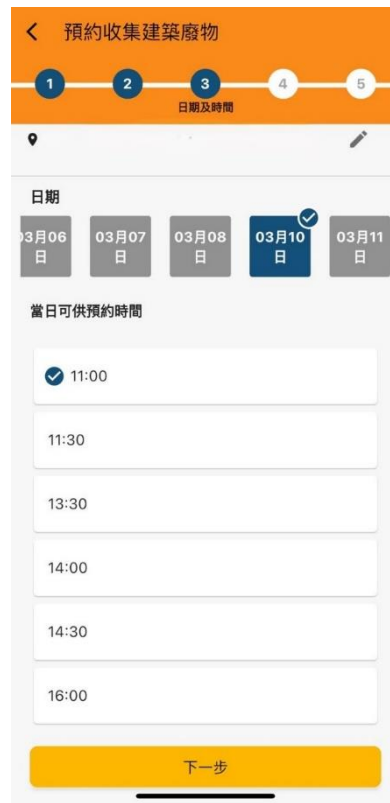 預約收集建築廢物
1 2 3 4 5
日期及時間
日期
03月06 03月07 03月08 03月10 03月11
日 日 日 日 日
當日可供預約時間
11:00
11:30
13:30
14:00
14:30
16:00
下一步